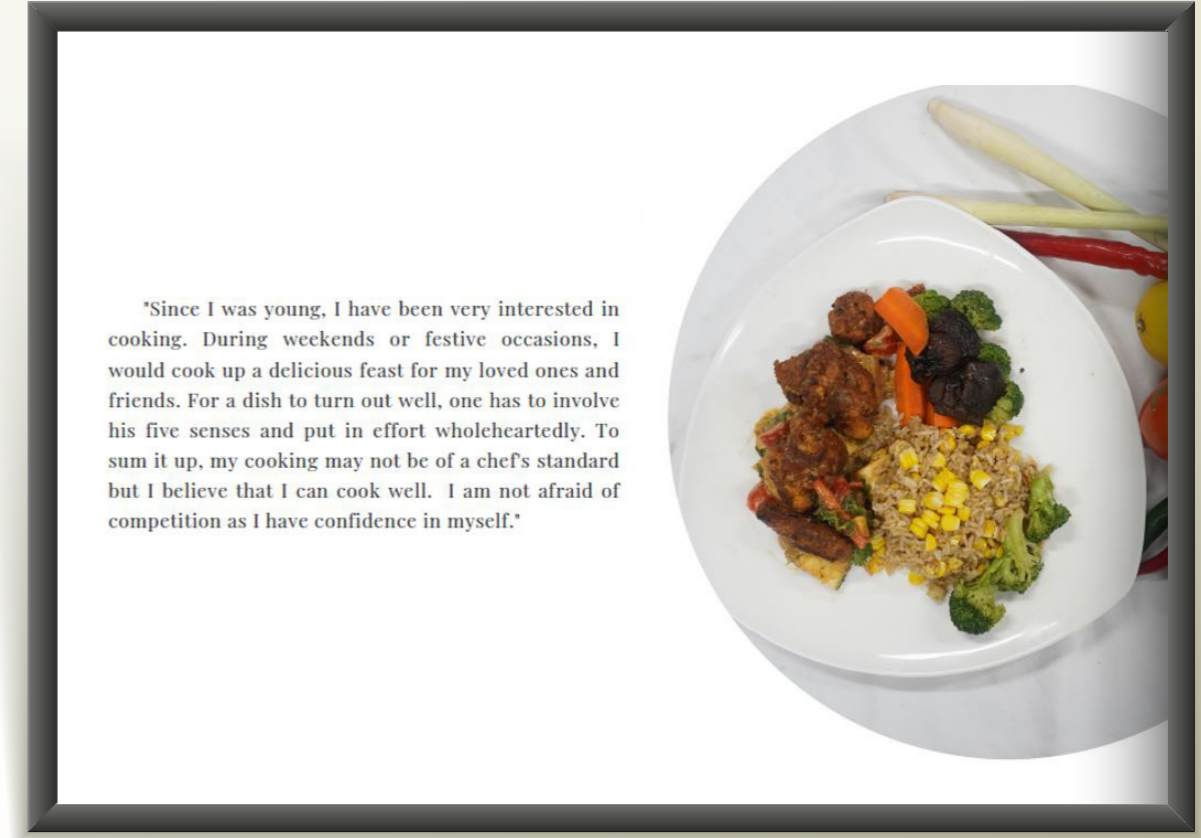 "Since I was young, I have been very interested in
cooking. During weekends or festive occasions, I
would cook up a delicious feast for my loved ones and
friends. For a dish to turn out well, one has to involve
his five senses and put in effort wholeheartedly. To
sum it up, my cooking may not be of a chef's standard
but I believe that I can cook well.  I am not afraid of
competition as I have confidence in myself."